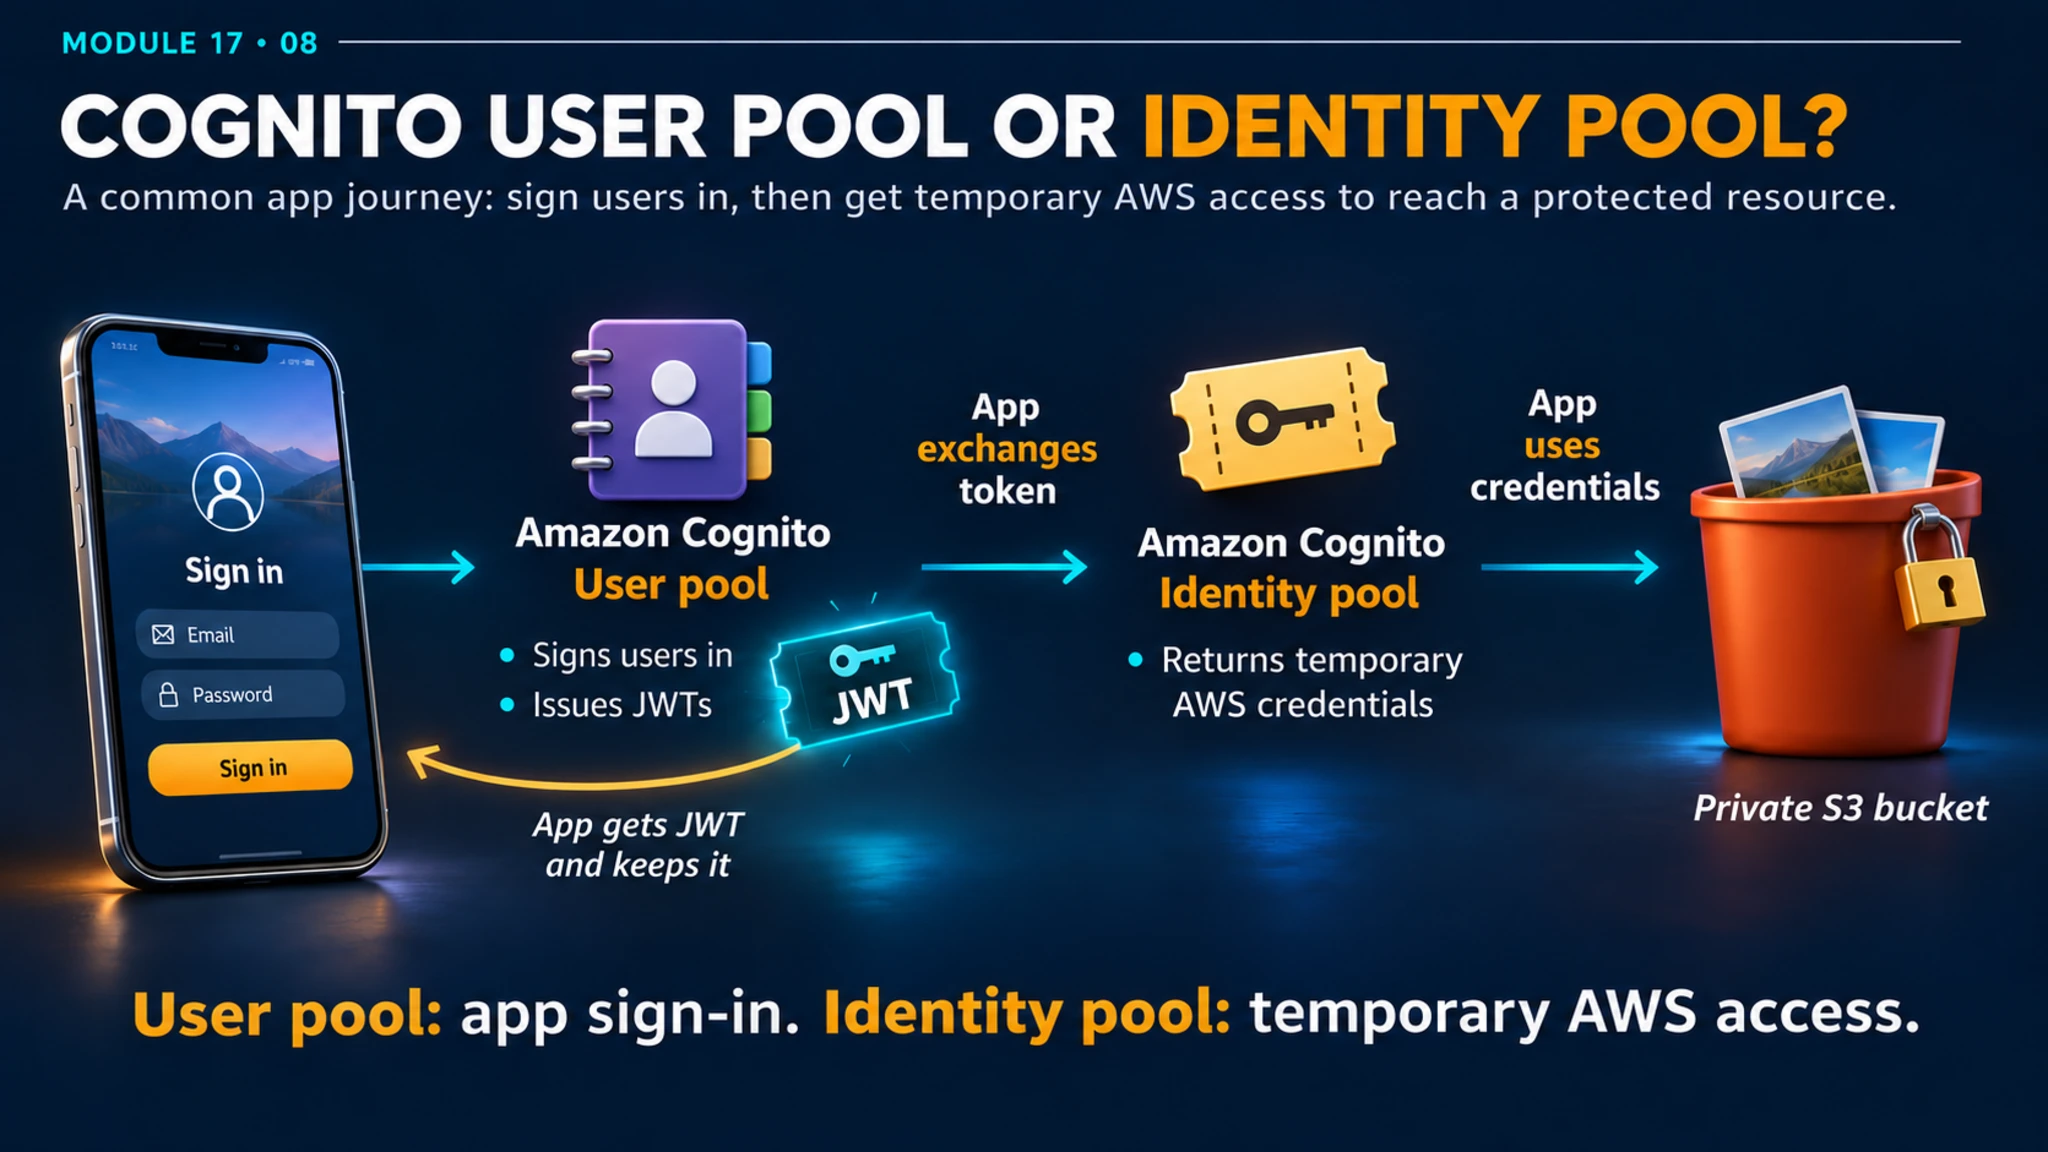 MODULE 17 • 08
COGNITO USER POOL OR IDENTITY POOL?
A common app journey: sign users in, then get temporary AWS access to reach a protected resource.
Sign in
Email
Password
Sign in
Amazon Cognito
User pool
• Signs users in
• Issues JWTs
JWT
App gets JWT
and keeps it
App
exchanges
token
Amazon Cognito
Identity pool
• Returns temporary
AWS credentials
App
uses
credentials
Private S3 bucket
User pool: app sign-in. Identity pool: temporary AWS access.